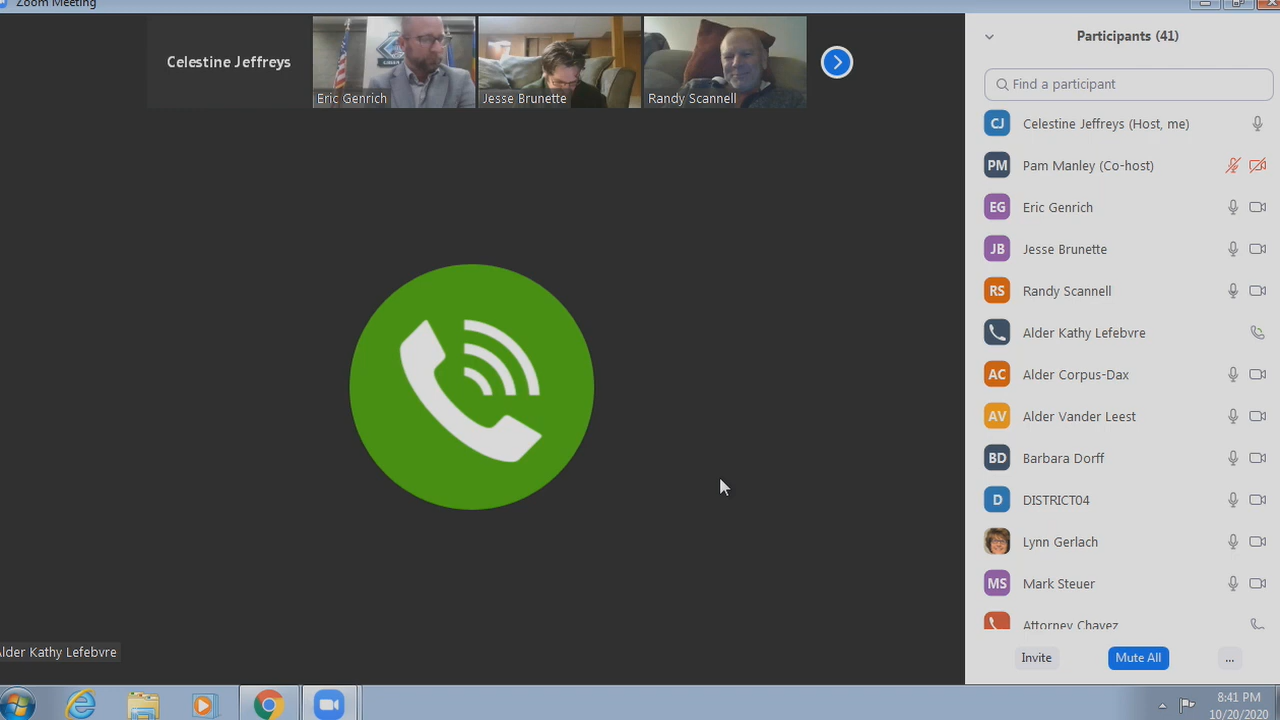 Zoom Meeting
Celestine Jeffreys
Eric Genrich
Jesse Brunette
Randy Scannell
Participants (41)
Find a participant
CJ Celestine Jeffreys (Host, me)
PM Pam Manley (Co-host)
EG Eric Genrich
JB Jesse Brunette
RS Randy Scannell
Alder Kathy Lefebvre
AC Alder Corpus-Dax
AV Alder Vander Leest
BD Barbara Dorff
D DISTRICT04
Lynn Gerlach
MS Mark Steuer
Attorney Chavez
Alder Kathy Lefebvre
Invite
Mute All
...
8:41 PM
10/20/2020